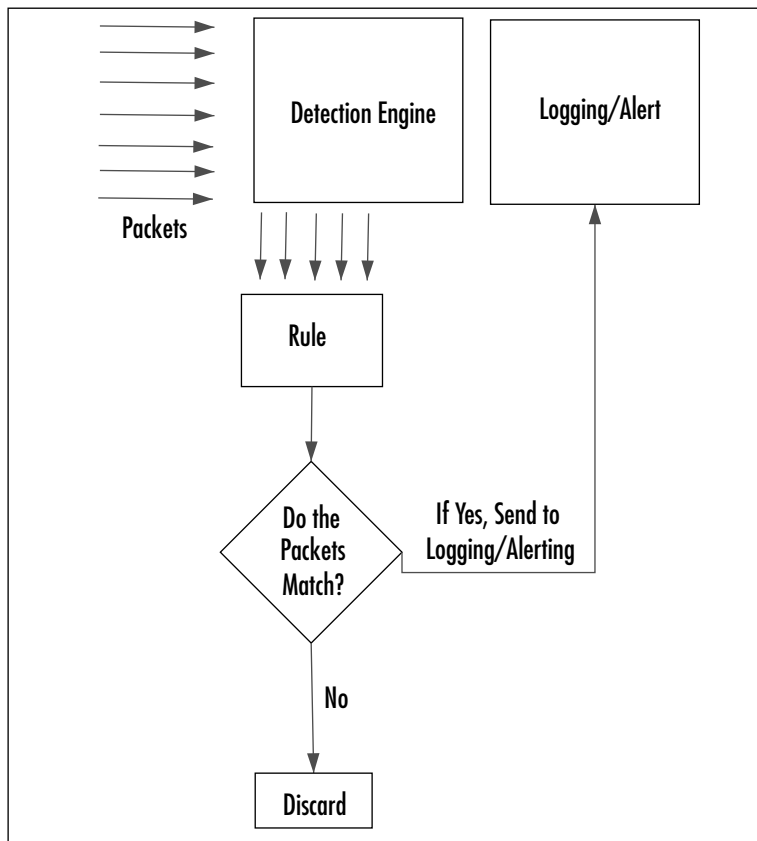 Detection Engine
Logging/Alert
Packets
Rule
Do the
Packets
Match?
If Yes, Send to
Logging/Alerting
No
Discard